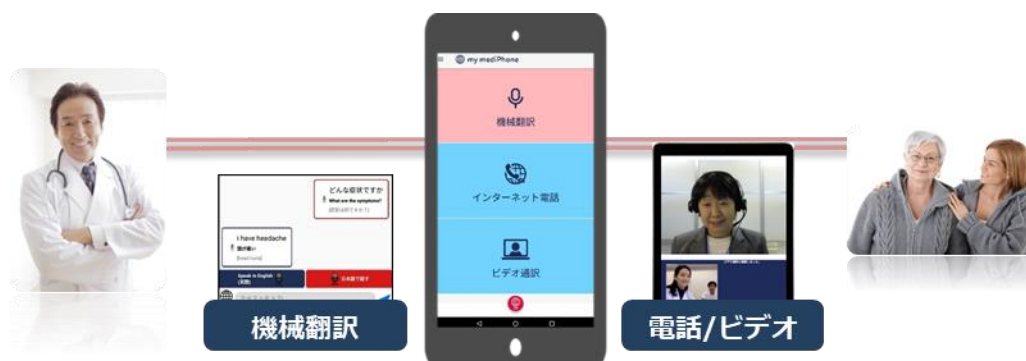 my mediPhone
機械翻訳
インターネット電話
ビデオ通訳
どんな症状ですか
What are the symptoms?
I have headache
頭が痛い
Speak in English
(英語)
日本語で話す
機械翻訳
電話/ビデオ